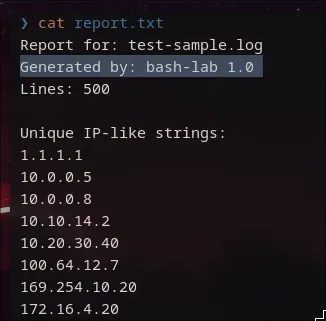 ❯ cat report.txt
Report for: test-sample.log
Generated by: bash-lab 1.0
Lines: 500

Unique IP-like strings:
1.1.1.1
10.0.0.5
10.0.0.8
10.10.14.2
10.20.30.40
100.64.12.7
169.254.10.20
172.16.4.20